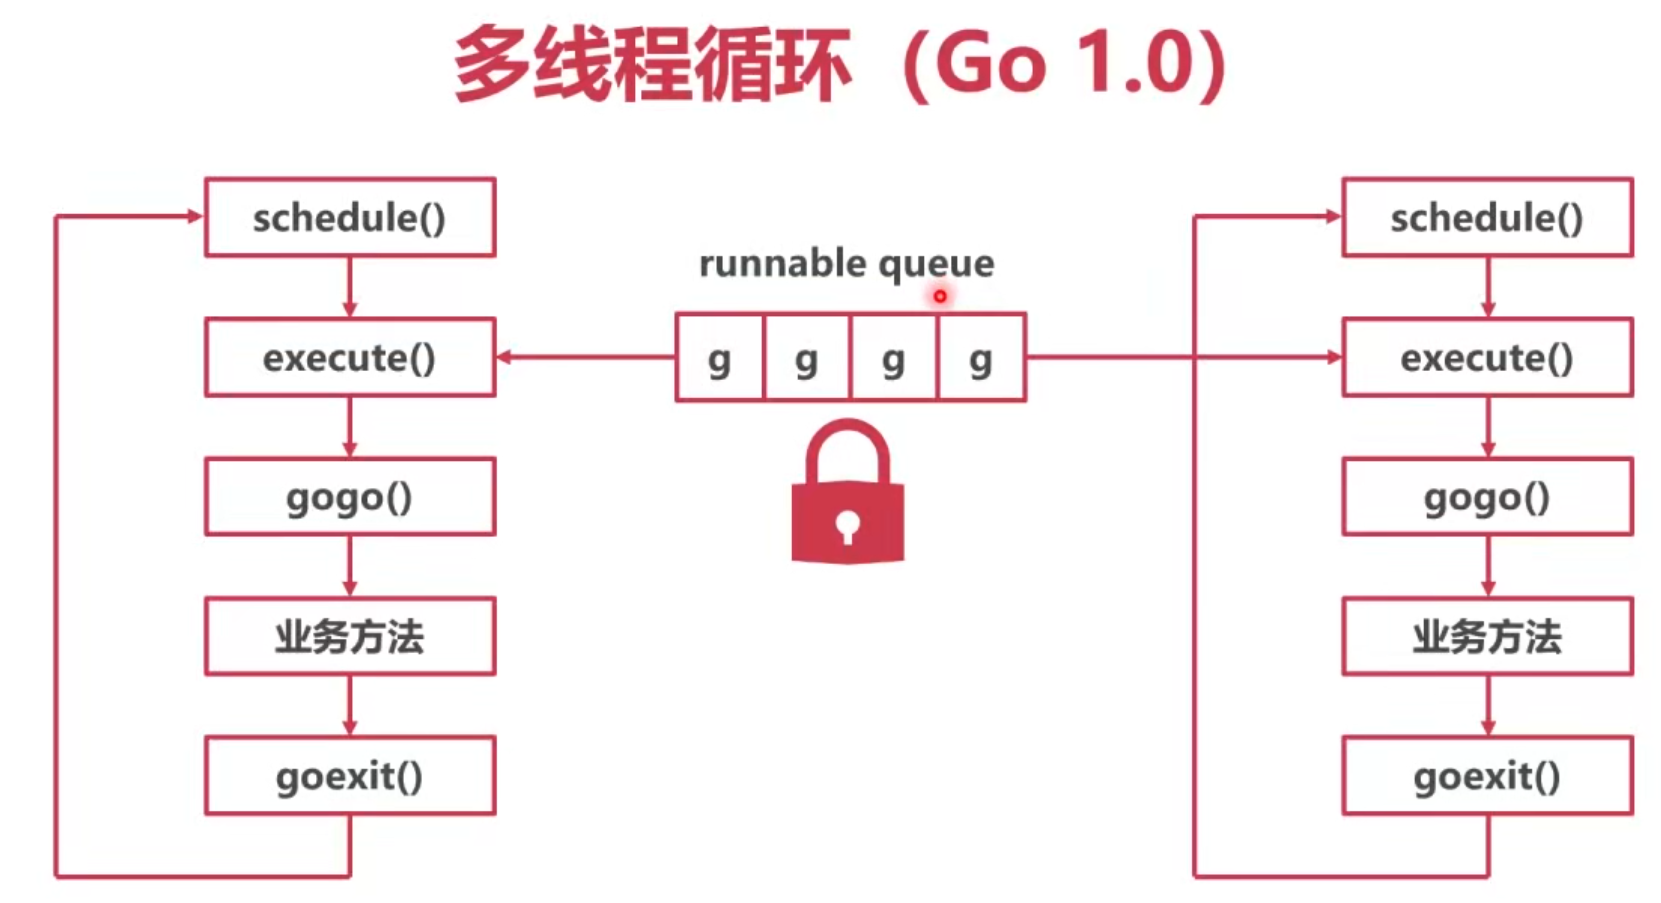 多线程循环（Go 1.0）
schedule()
execute()
gogo()
业务方法
goexit()
runnable queue
g g g g
schedule()
execute()
gogo()
业务方法
goexit()